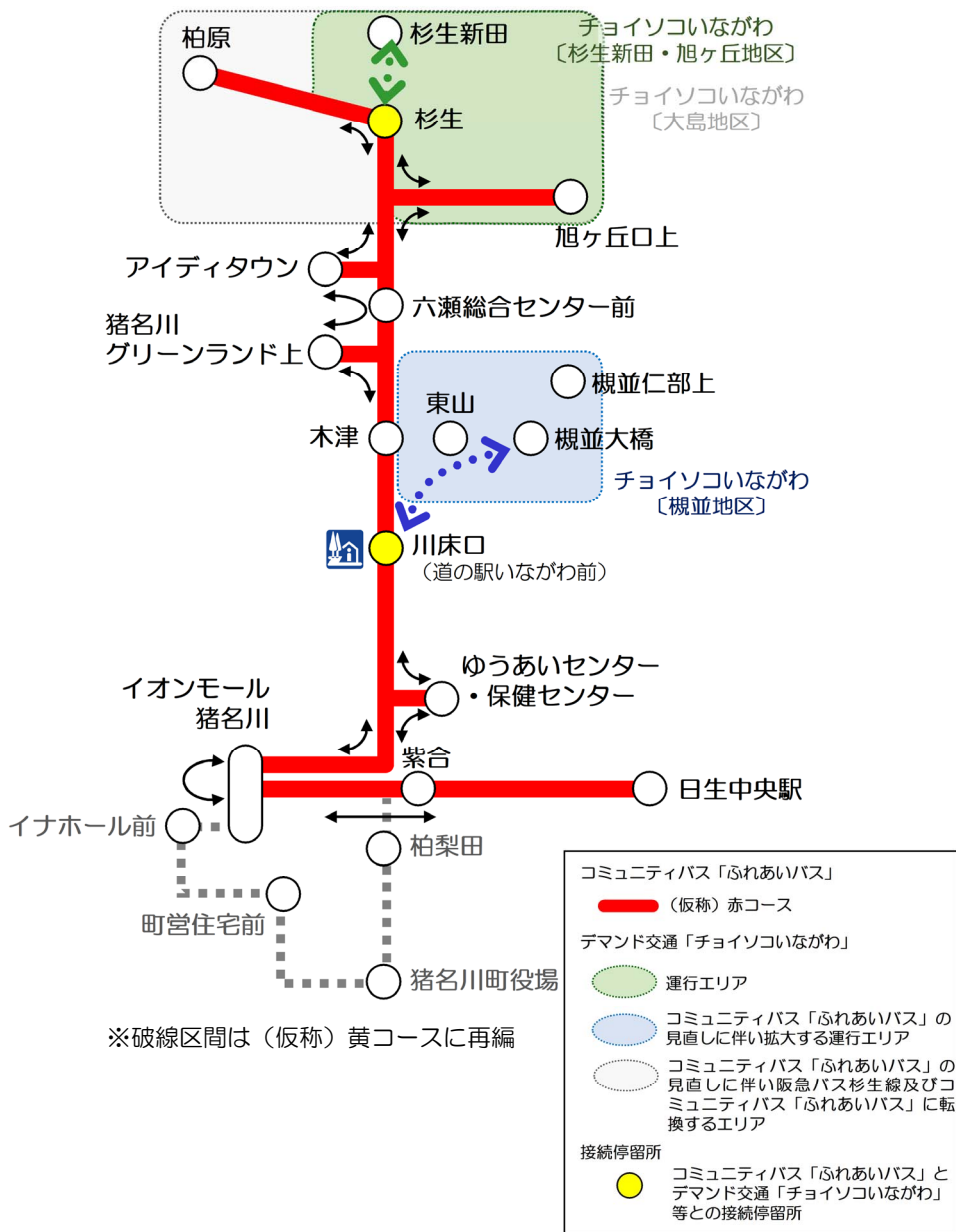 柏原
杉生新田
チョイソコいながわ
〔杉生新田・旭ヶ丘地区〕
チョイソコいながわ
〔大島地区〕
杉生
旭ヶ丘口上
アイディタウン
六瀬総合センター前
猪名川
グリーンランド上
槻並仁部上
東山
木津
槻並大橋
チョイソコいながわ
〔槻並地区〕
川床口
（道の駅いながわ前）
ゆうあいセンター
・保健センター
イオンモール
猪名川
紫合
日生中央駅
イナホール前
柏梨田
町営住宅前
猪名川町役場
※破線区間は（仮称）黄コースに再編
コミュニティバス「ふれあいバス」
（仮称）赤コース
デマンド交通「チョイソコいながわ」
運行エリア
コミュニティバス「ふれあいバス」の
見直しに伴い拡大する運行エリア
コミュニティバス「ふれあいバス」の
見直しに伴い阪急バス杉生線及びコ
ミュニティバス「ふれあいバス」に転
換するエリア
接続停留所
コミュニティバス「ふれあいバス」と
デマンド交通「チョイソコいながわ」
等との接続停留所